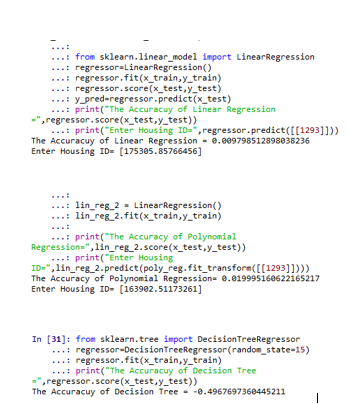 ...:
...: from sklearn.linear_model import LinearRegression
...: regressor=LinearRegression()
...: regressor.fit(x_train,y_train)
...: regressor.score(x_test,y_test)
...: y_pred=regressor.predict(x_test)
...: print("The Accuracuy of Linear Regression
=",regressor.score(x_test,y_test))
...: print("Enter Housing ID=",regressor.predict([[1293]]))
The Accuracuy of Linear Regression = 0.009798512898038236
Enter Housing ID= [175305.85766456]
...:
...: lin_reg_2 = LinearRegression()
...: lin_reg_2.fit(x_train,y_train)
...:
...: print("The Accuracy of Polynomial
Regression=",lin_reg_2.score(x_test,y_test))
...: print("Enter Housing
ID=",lin_reg_2.predict(poly_reg.fit_transform([[1293]])))
The Accuracy of Polynomial Regression= 0.019995160622165217
Enter Housing ID= [163902.51173261]
In [31]: from sklearn.tree import DecisionTreeRegressor
...: regressor=DecisionTreeRegressor(random_state=15)
...: regressor.fit(x_train,y_train)
...: print("The Accuracuy of Decision Tree
=",regressor.score(x_test,y_test))
The Accuracuy of Decision Tree = -0.4967697360445211